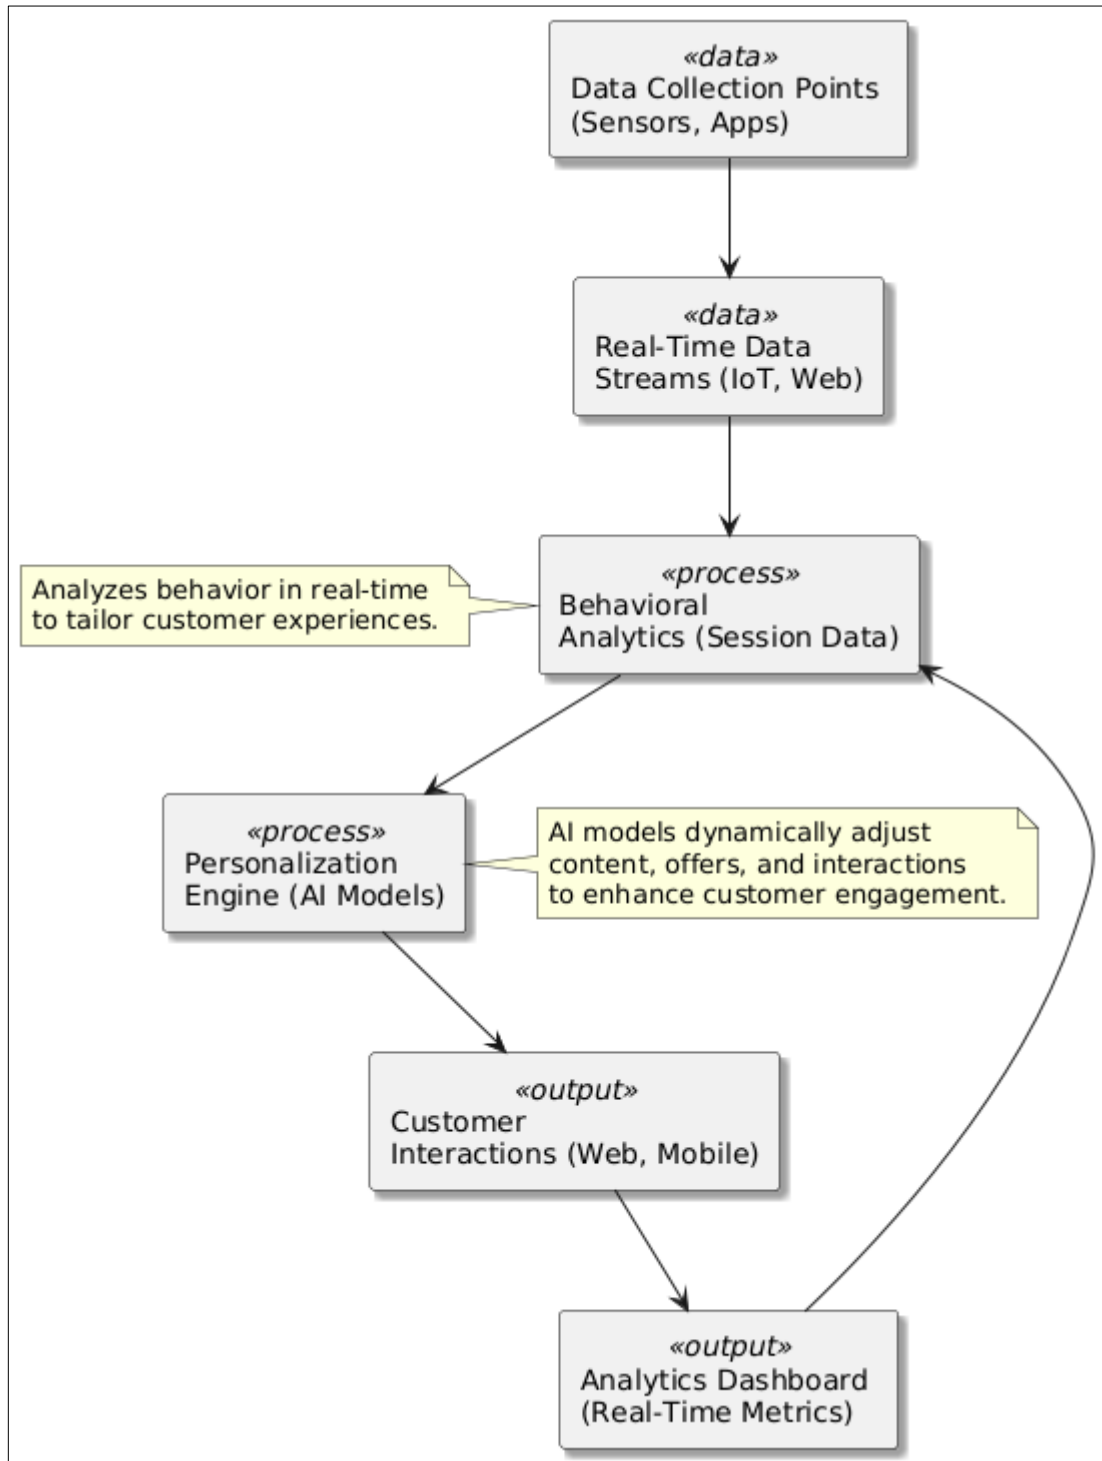 «data»
Data Collection Points
(Sensors, Apps)
«data»
Real-Time Data
Streams (IoT, Web)
Analyzes behavior in real-time
to tailor customer experiences.
«process»
Behavioral
Analytics (Session Data)
«process»
Personalization
Engine (AI Models)
AI models dynamically adjust
content, offers, and interactions
to enhance customer engagement.
«output»
Customer
Interactions (Web, Mobile)
«output»
Analytics Dashboard
(Real-Time Metrics)